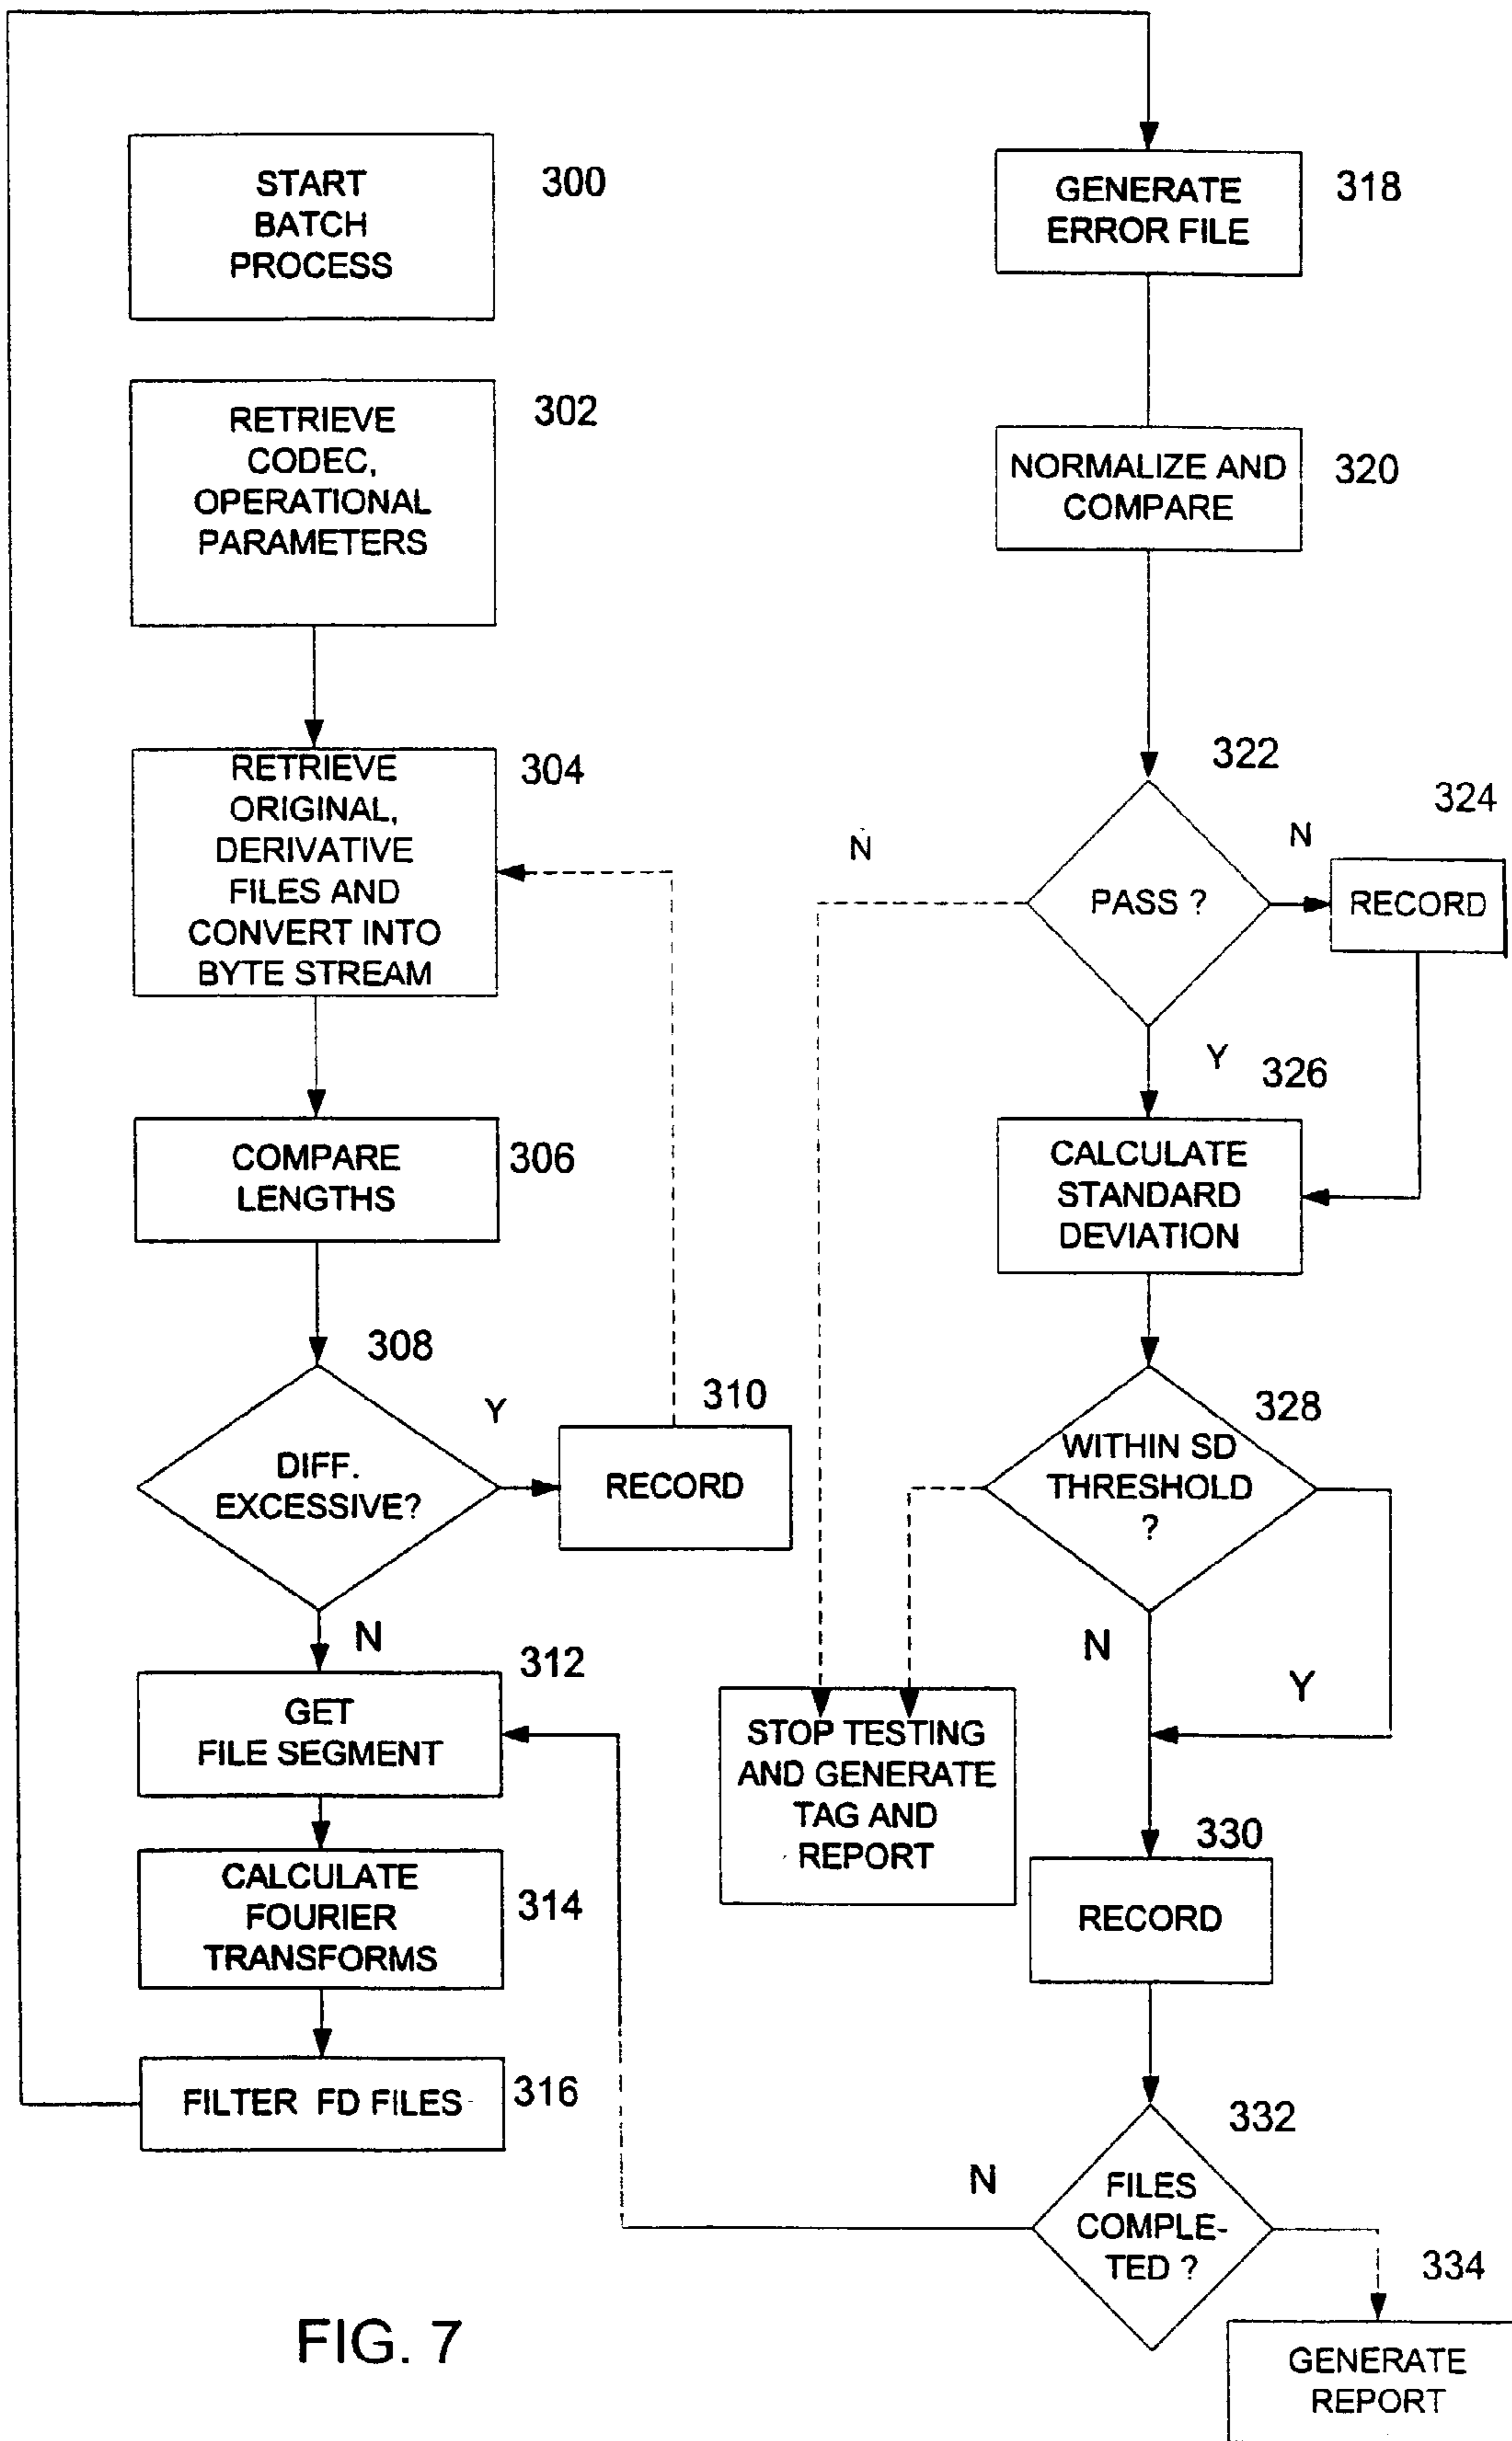 START
BATCH
PROCESS
300
RETRIEVE
CODEC,
OPERATIONAL
PARAMETERS
302
RETRIEVE
ORIGINAL,
DERIVATIVE
FILES AND
CONVERT INTO
BYTE STREAM
304
COMPARE
LENGTHS
306
308
DIFF.
EXCESSIVE?
Y
310
RECORD
N
312
GET
FILE SEGMENT
CALCULATE
FOURIER
TRANSFORMS
314
FILTER FD FILES
316
GENERATE
ERROR FILE
318
NORMALIZE AND
COMPARE
320
322
PASS ?
N
N
324
RECORD
Y
326
CALCULATE
STANDARD
DEVIATION
328
WITHIN SD
THRESHOLD
?
N
Y
STOP TESTING
AND GENERATE
TAG AND
REPORT
330
RECORD
332
FILES
COMPLE-
TED ?
N
334
GENERATE
REPORT
FIG. 7